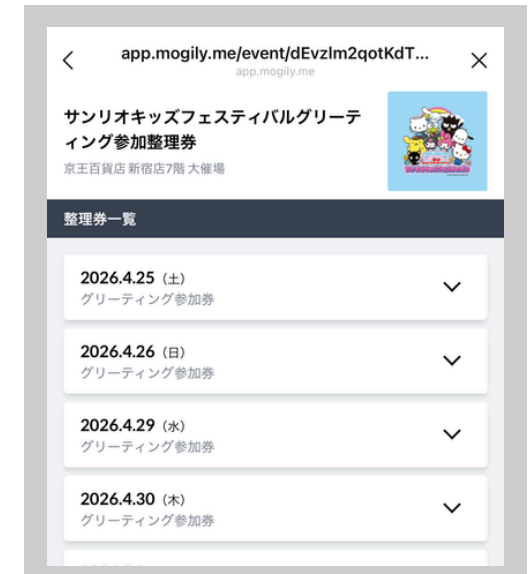 app.mogily.me/event/dEvzlm2qotKdT...
app.mogily.me
サンリオキッズフェスティバルグリーテ
ィング参加整理券
京王百貨店 新宿店7階 大催場
整理券一覧
2026.4.25（土）
グリーティング参加券
2026.4.26（日）
グリーティング参加券
2026.4.29（水）
グリーティング参加券
2026.4.30（木）
グリーティング参加券